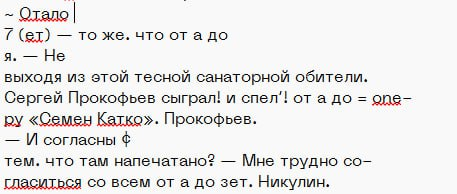 ~ Отало
7 (ет) — то же. что от а до
я. — Не
выходя из этой тесной санаторной обители.
Сергей Прокофьев сыграл! и спел'! от а до = one-
ру «Семен Катко». Прокофьев.
— И согласны ф
тем. что там напечатано? — Мне трудно со-
гласиться со всем от а до зет. Никулин.